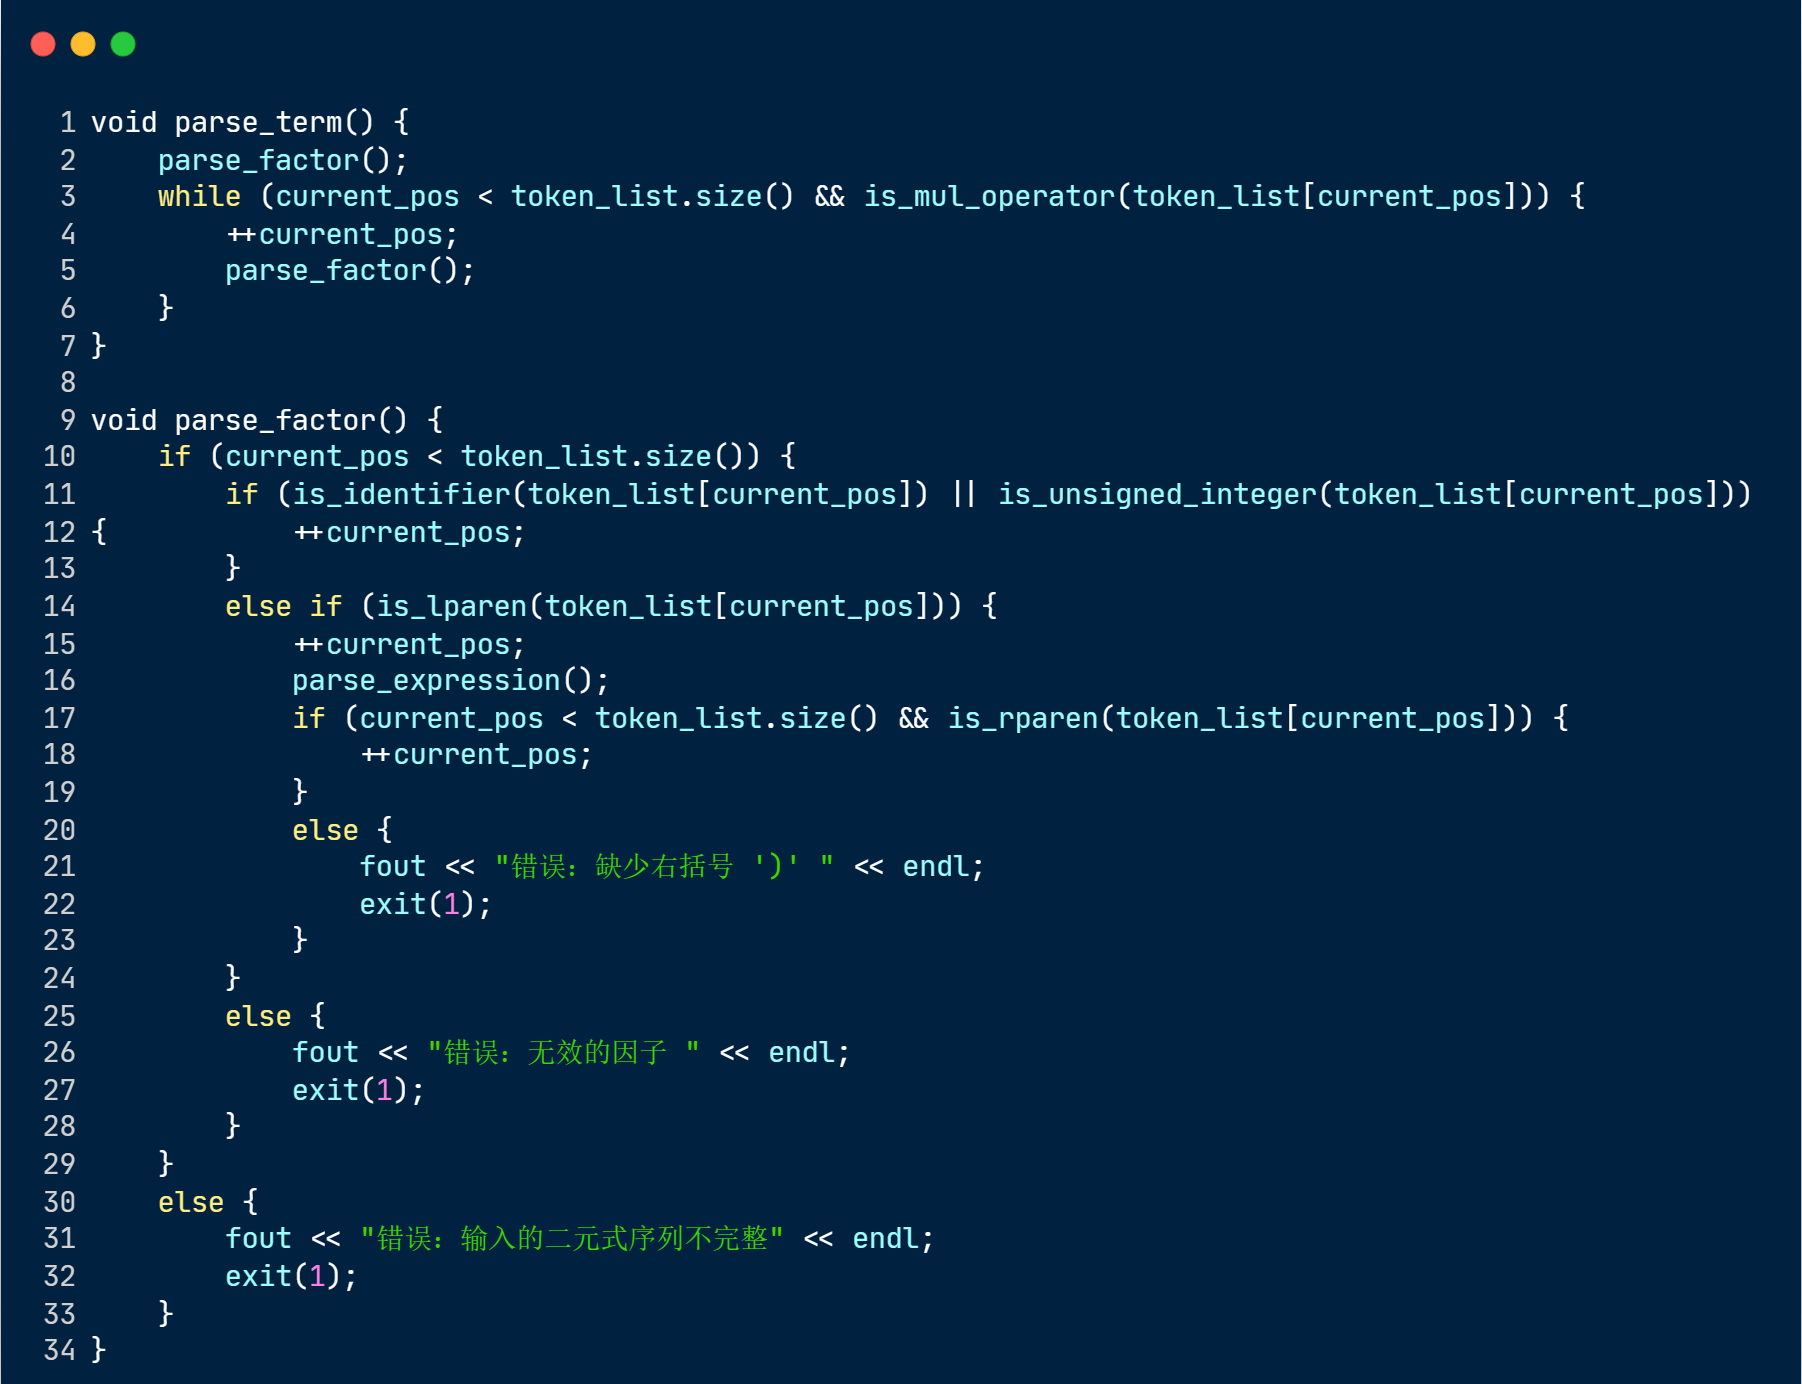 1 void parse_term() {
2     parse_factor();
3     while (current_pos < token_list.size() && is_mul_operator(token_list[current_pos])) {
4         ++current_pos;
5         parse_factor();
6     }
7 }
8
9 void parse_factor() {
10     if (current_pos < token_list.size()) {
11         if (is_identifier(token_list[current_pos]) || is_unsigned_integer(token_list[current_pos]))
12 {           ++current_pos;
13         }
14         else if (is_lparen(token_list[current_pos])) {
15             ++current_pos;
16             parse_expression();
17             if (current_pos < token_list.size() && is_rparen(token_list[current_pos])) {
18                 ++current_pos;
19             }
20             else {
21                 fout << "错误：缺少右括号 ')' " << endl;
22                 exit(1);
23             }
24         }
25         else {
26             fout << "错误：无效的因子 " << endl;
27             exit(1);
28         }
29     }
30     else {
31         fout << "错误：输入的二元式序列不完整" << endl;
32         exit(1);
33     }
34 }